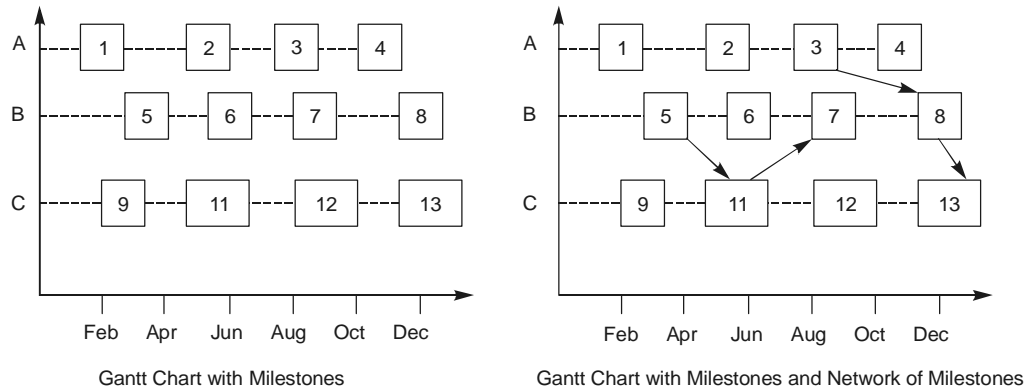 A 1 2 3 4
B 5 6 7 8
C 9 11 12 13
Feb Apr Jun Aug Oct Dec
Gantt Chart with Milestones
A 1 2 3 4
B 5 6 7 8
C 9 11 12 13
Feb Apr Jun Aug Oct Dec
Gantt Chart with Milestones and Network of Milestones